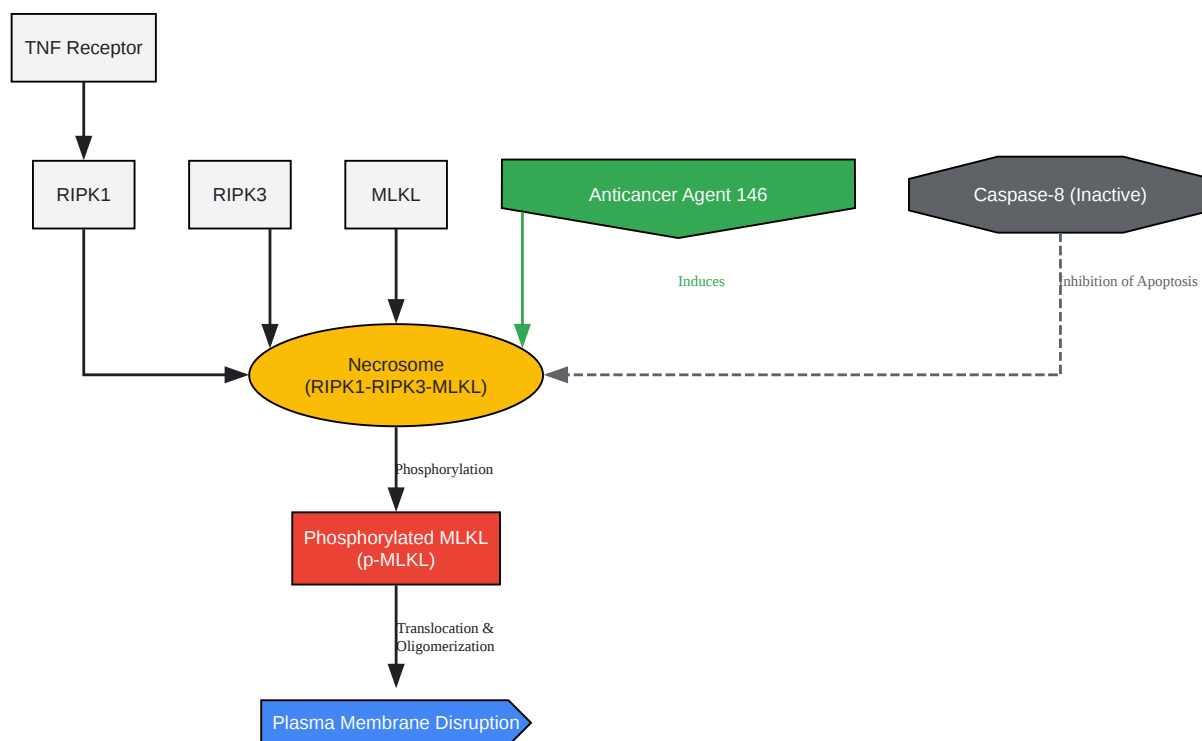 TNF Receptor
RIPK1
RIPK3
MLKL
Anticancer Agent 146
Caspase-8 (Inactive)
Induces
Inhibition of Apoptosis
Necrosome
(RIPK1-RIPK3-MLKL)
Phosphorylation
Phosphorylated MLKL
(p-MLKL)
Translocation &
Oligomerization
Plasma Membrane Disruption